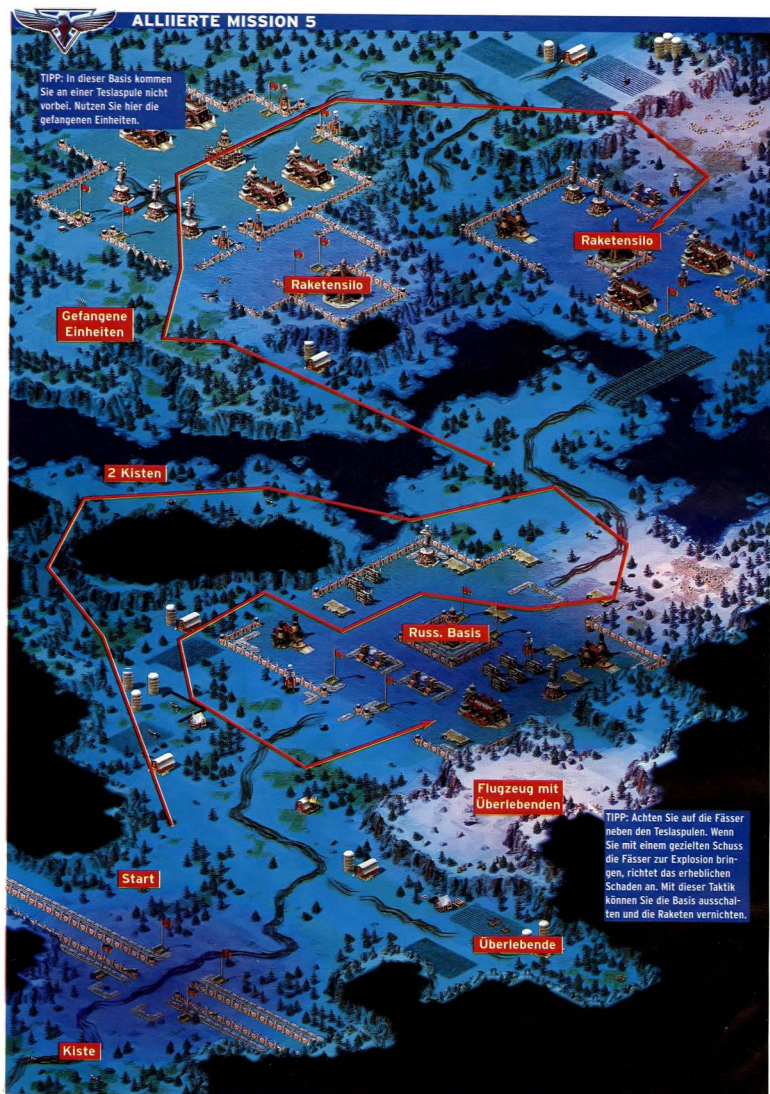 ALLIIERTE MISSION 5
TIPP: In dieser Basis kommen
Sie an einer Teslaspule nicht
vorbei. Nutzen Sie hier die
gefangenen Einheiten.
Raketensilo
Raketensilo
Gefangene
Einheiten
2 Kisten
Russ. Basis
Flugzeug mit
Überlebenden
TIPP: Achten Sie auf die Fässer
neben den Teslaspulen. Wenn
Sie mit einem gezielten Schuss
die Fässer zur Explosion brin-
gen, richtet das erheblichen
Schaden an. Mit dieser Taktik
können Sie die Basis ausschal-
ten und die Raketen vernichten.
Start
Überlebende
Kiste